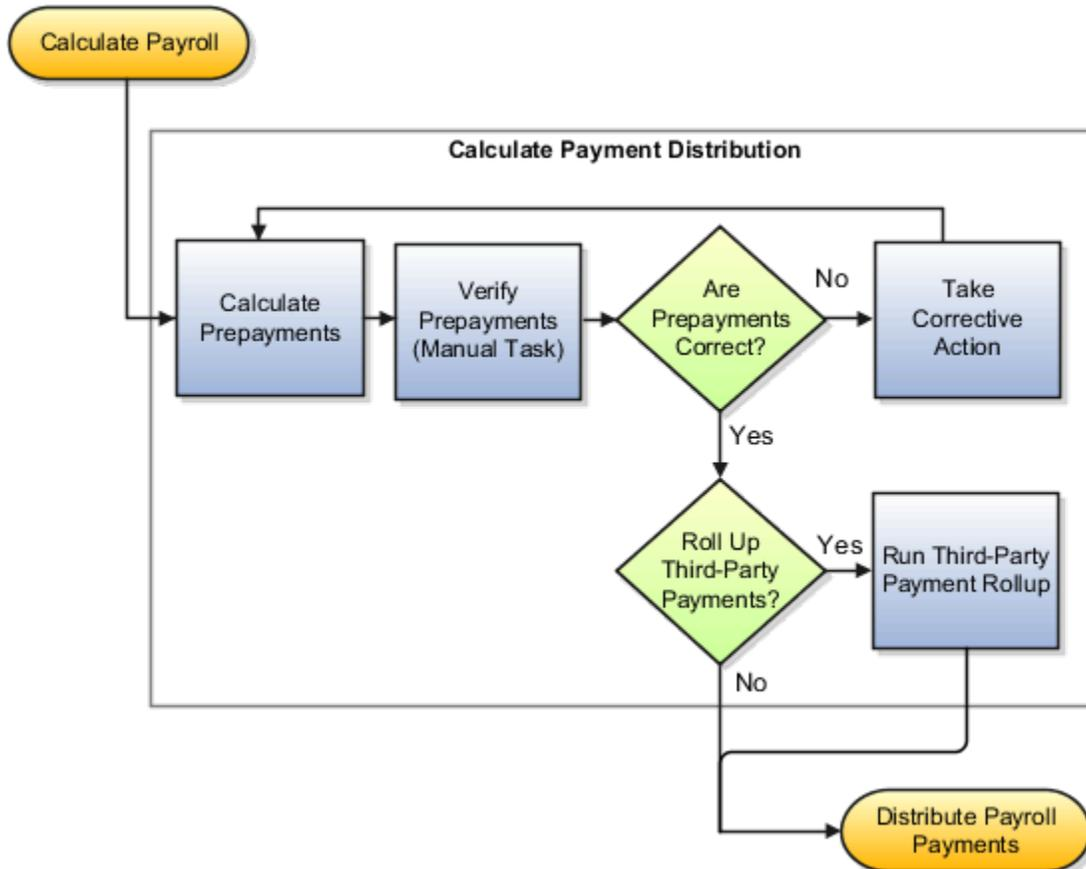 Calculate Payroll
Calculate Payment Distribution
Calculate
Prepayments
Verify
Prepayments
(Manual Task)
Are
Prepayments
Correct?
No
Take
Corrective
Action
Yes
Roll Up
Third-Party
Payments?
Yes
Run Third-Party
Payment Rollup
No
Distribute Payroll
Payments